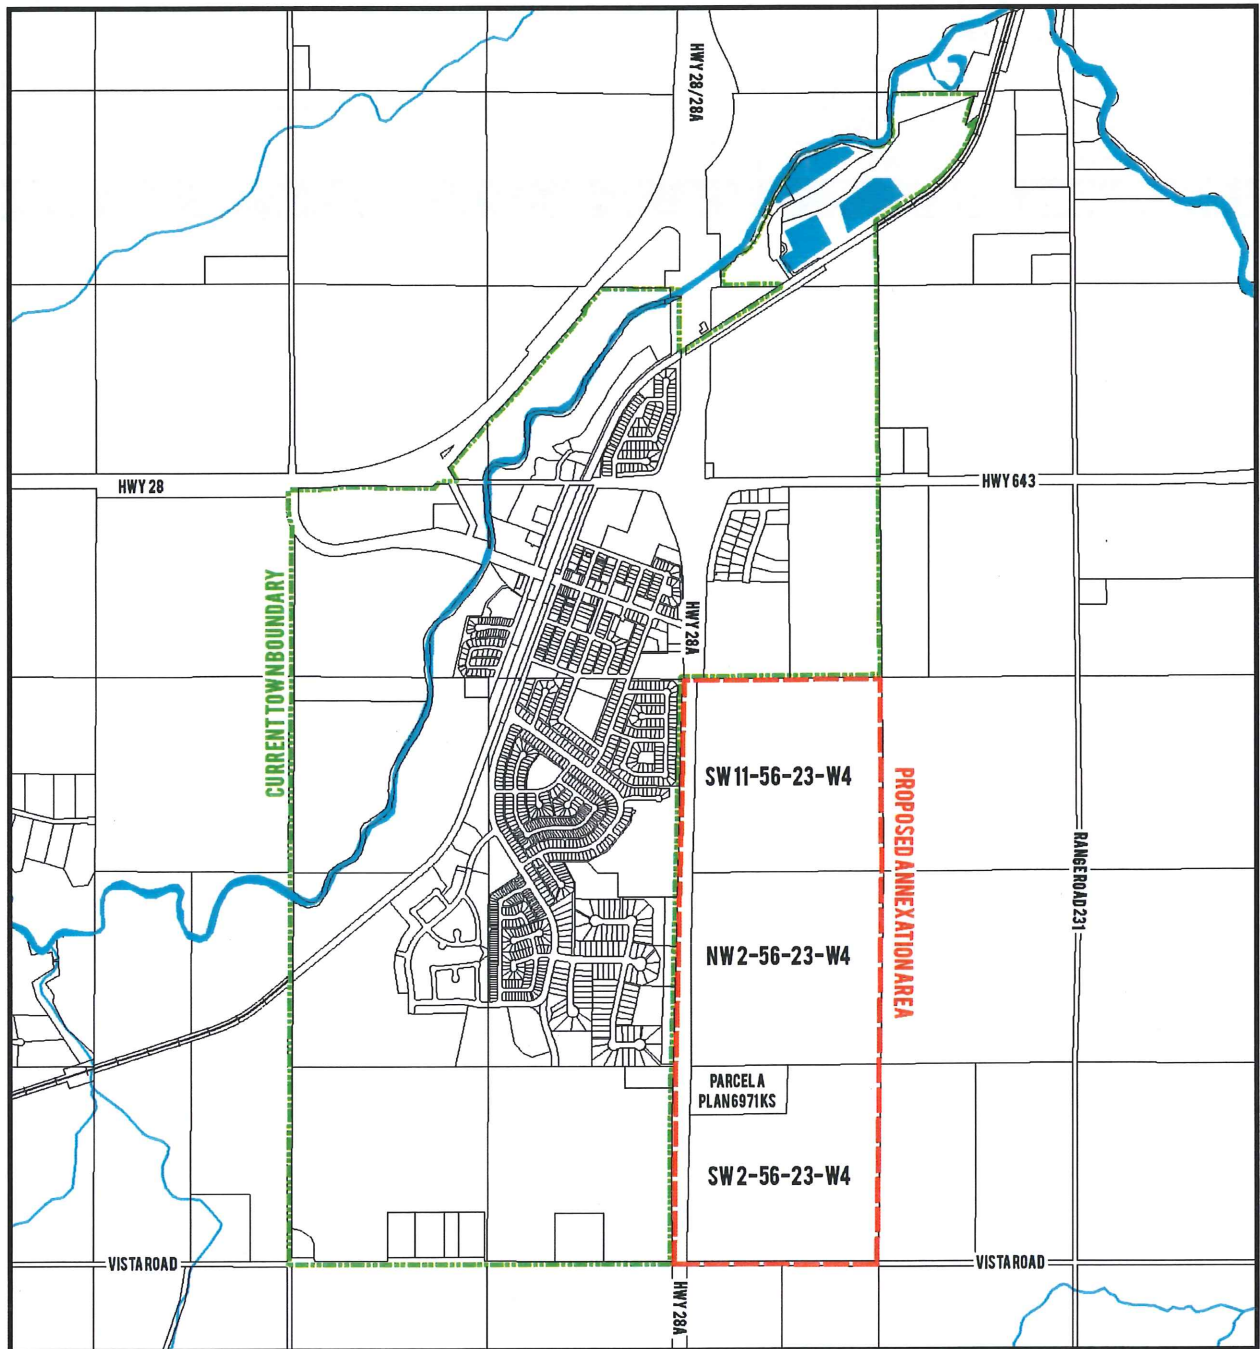 HWY 28/28A
HWY 28
HWY 643
CURRENT TOWN BOUNDARY
HWY 28A
SW 11-56-23-W4
PROPOSED ANNEXATION AREA
RANGE ROAD 231
NW 2-56-23-W4
PARCEL A
PLAN 6971KS
SW 2-56-23-W4
VISTA ROAD
VISTA ROAD
HWY 28A